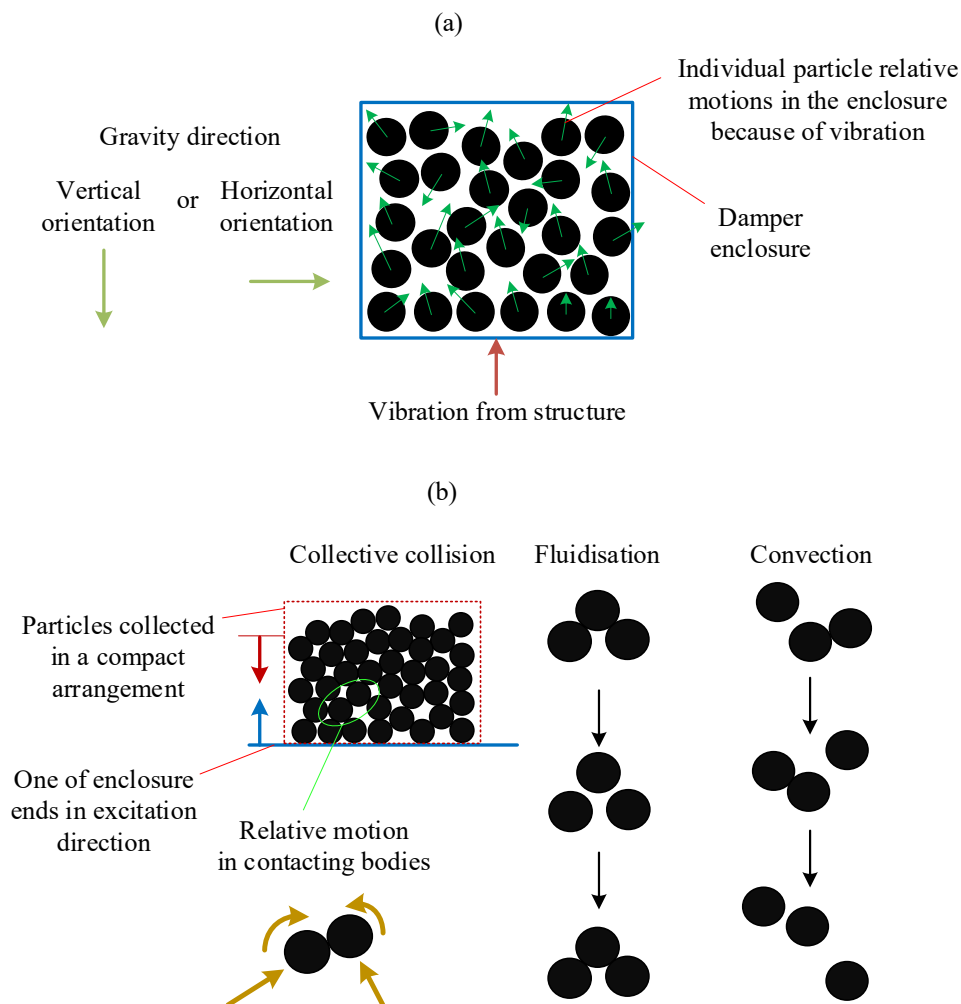 (a)
Individual particle relative
motions in the enclosure
because of vibration
Gravity direction
Vertical
orientation
or
Horizontal
orientation
Damper
enclosure
Vibration from structure
(b)
Collective collision
Fluidisation
Convection
Particles collected
in a compact
arrangement
One of enclosure
ends in excitation
direction
Relative motion
in contacting bodies